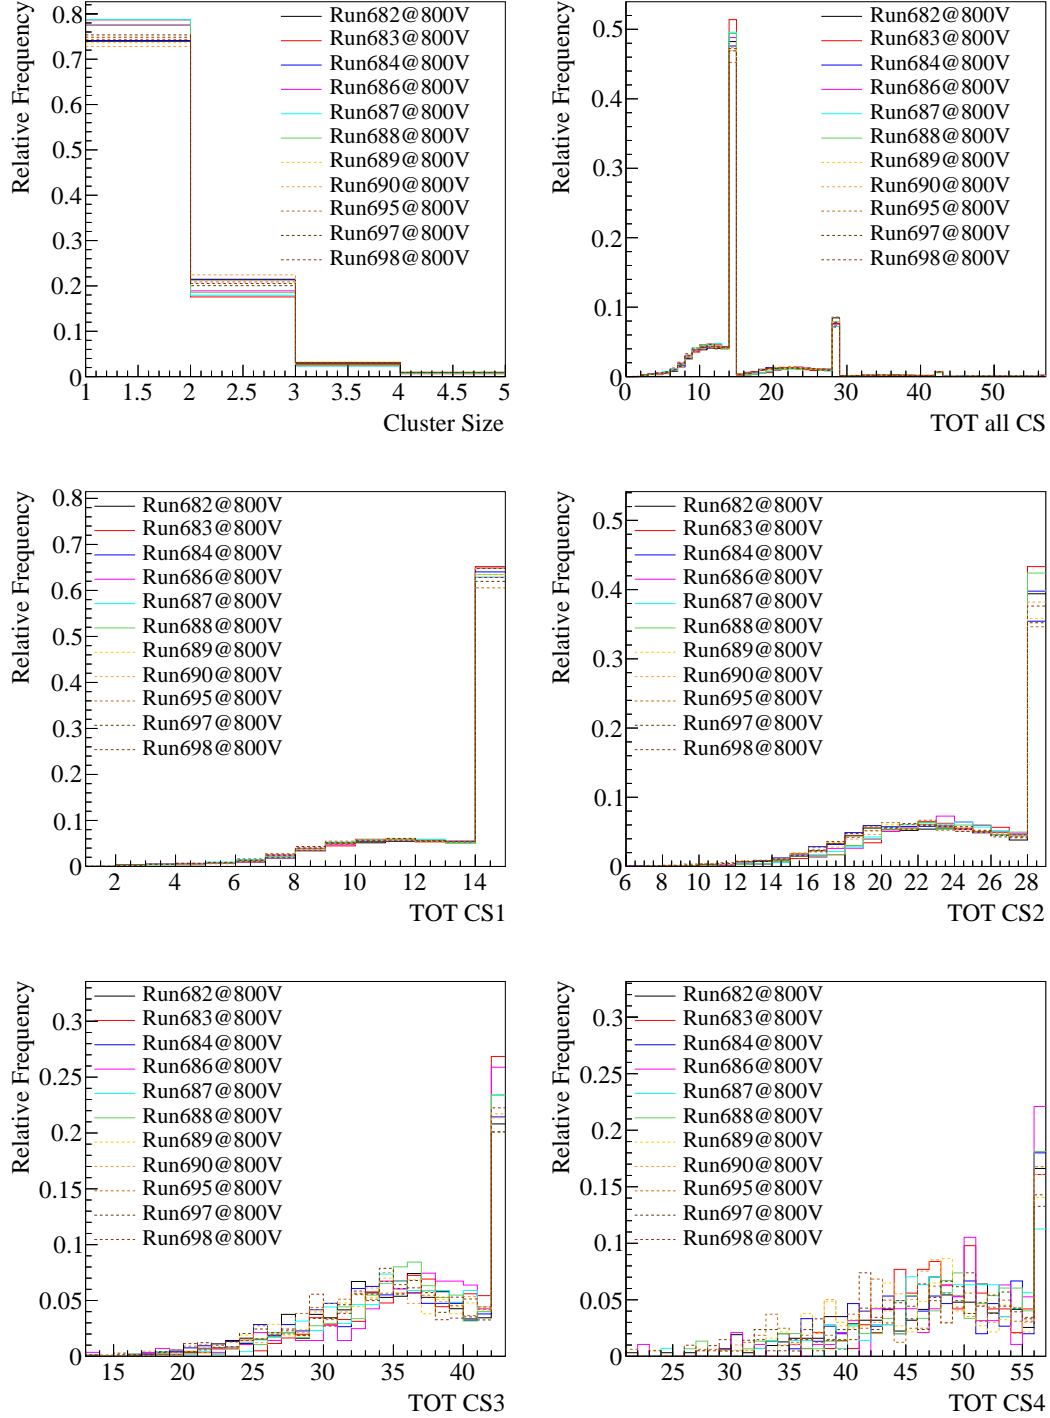 Relative Frequency
0.8
0.7
0.6
0.5
0.4
0.3
0.2
0.1
0
Run682@800V
Run683@800V
Run684@800V
Run686@800V
Run687@800V
Run688@800V
Run689@800V
Run690@800V
Run695@800V
Run697@800V
Run698@800V
1 1.5 2 2.5 3 3.5 4 4.5 5
Cluster Size
Relative Frequency
0.5
0.4
0.3
0.2
0.1
0
Run682@800V
Run683@800V
Run684@800V
Run686@800V
Run687@800V
Run688@800V
Run689@800V
Run690@800V
Run695@800V
Run697@800V
Run698@800V
0 10 20 30 40 50
TOT all CS
Relative Frequency
0.8
0.7
0.6
0.5
0.4
0.3
0.2
0.1
0
Run682@800V
Run683@800V
Run684@800V
Run686@800V
Run687@800V
Run688@800V
Run689@800V
Run690@800V
Run695@800V
Run697@800V
Run698@800V
2 4 6 8 10 12 14
TOT CS1
Relative Frequency
0.5
0.4
0.3
0.2
0.1
0
Run682@800V
Run683@800V
Run684@800V
Run686@800V
Run687@800V
Run688@800V
Run689@800V
Run690@800V
Run695@800V
Run697@800V
Run698@800V
6 8 10 12 14 16 18 20 22 24 26 28
TOT CS2
Relative Frequency
0.3
0.25
0.2
0.15
0.1
0.05
0
Run682@800V
Run683@800V
Run684@800V
Run686@800V
Run687@800V
Run688@800V
Run689@800V
Run690@800V
Run695@800V
Run697@800V
Run698@800V
15 20 25 30 35 40
TOT CS3
Relative Frequency
0.3
0.25
0.2
0.15
0.1
0.05
0
Run682@800V
Run683@800V
Run684@800V
Run686@800V
Run687@800V
Run688@800V
Run689@800V
Run690@800V
Run695@800V
Run697@800V
Run698@800V
25 30 35 40 45 50 55
TOT CS4